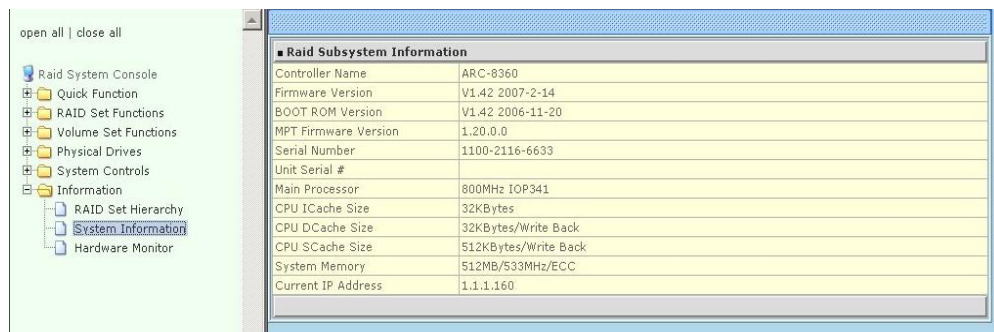 open all | close all
Raid System Console
Quick Function
RAID Set Functions
Volume Set Functions
Physical Drives
System Controls
Information
RAID Set Hierarchy
System Information
Hardware Monitor
Raid Subsystem Information
Controller Name ARC-8360
Firmware Version V1.42 2007-2-14
BOOT ROM Version V1.42 2006-11-20
MPT Firmware Version 1.20.0.0
Serial Number 1100-2116-6633
Unit Serial #
Main Processor 800MHz IOP341
CPU ICache Size 32KBytes
CPU DCache Size 32KBytes/Write Back
CPU SCache Size 512KBytes/Write Back
System Memory 512MB/533MHz/ECC
Current IP Address 1.1.1.160